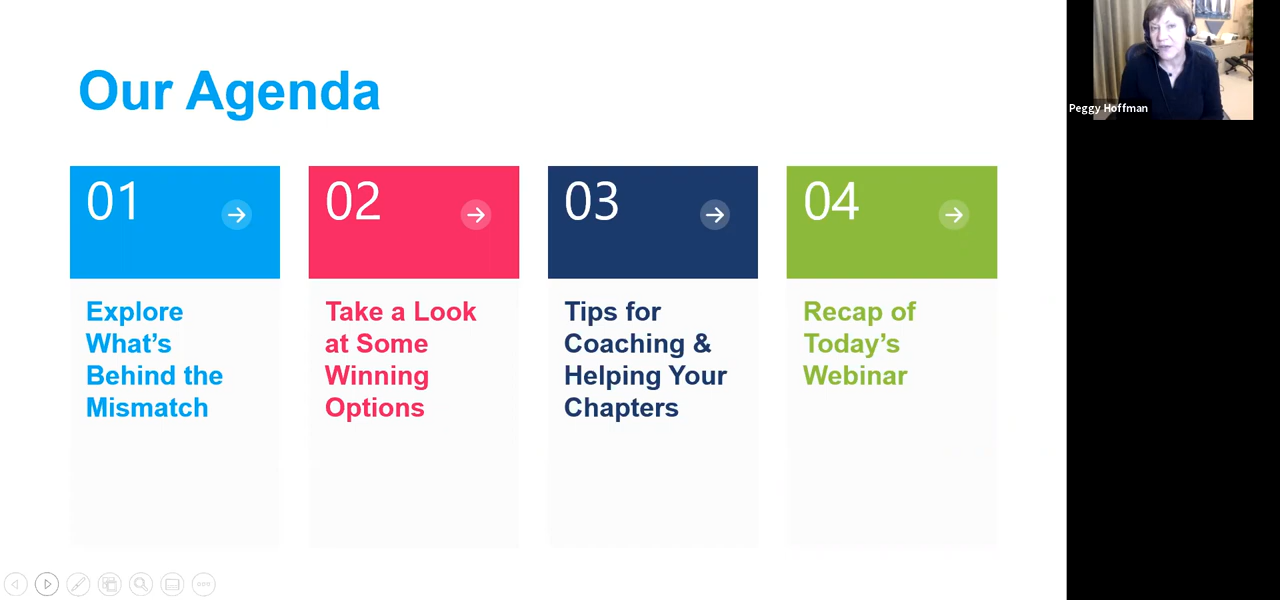 Our Agenda
01
Explore
What’s
Behind the
Mismatch
02
Take a Look
at Some
Winning
Options
03
Tips for
Coaching &
Helping Your
Chapters
04
Recap of
Today’s
Webinar
Peggy Hoffman